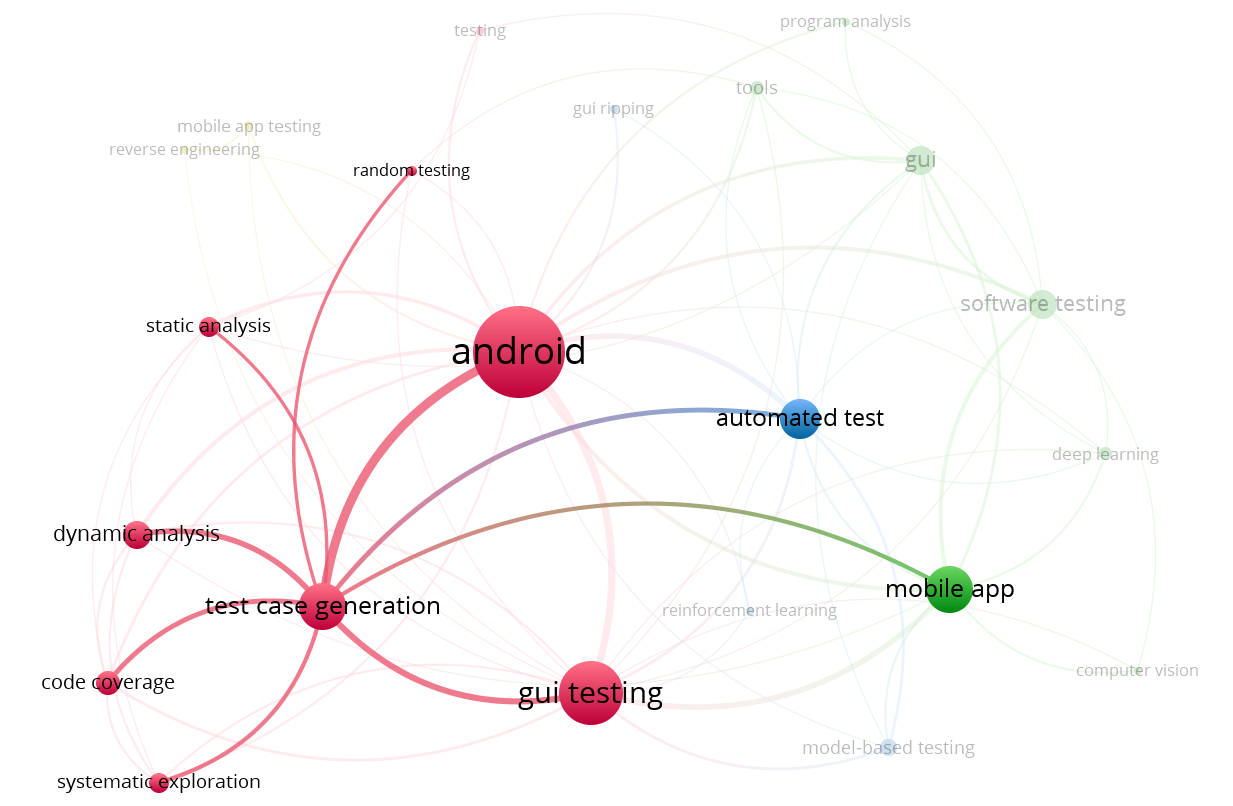 program analysis
testing
tools
gui ripping
mobile app testing
reverse engineering
gui
random testing
software testing
static analysis
android
automated test
deep learning
dynamic analysis
mobile app
test case generation
reinforcement learning
computer vision
code coverage
gui testing
model-based testing
systematic exploration